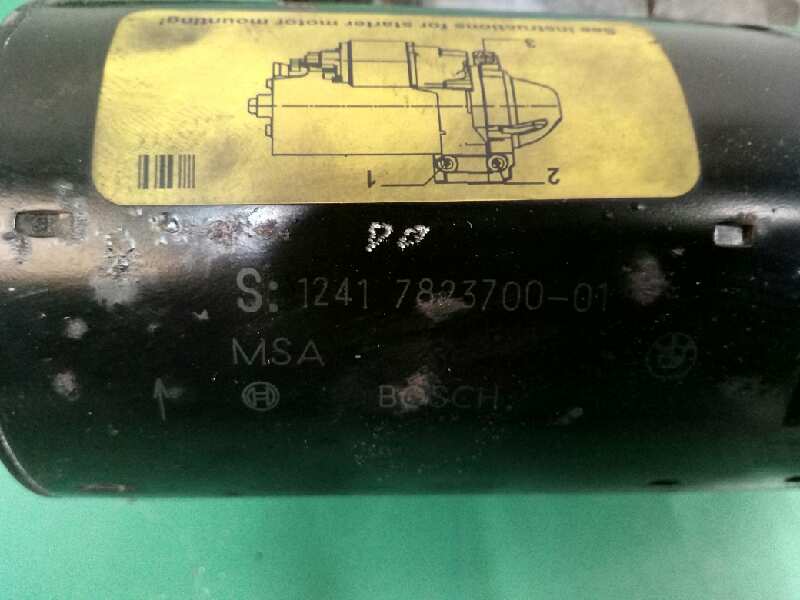 See instructions for starter motor mounting!
3
1
2
S: 1241 7823700-01
MSA
BOSCH